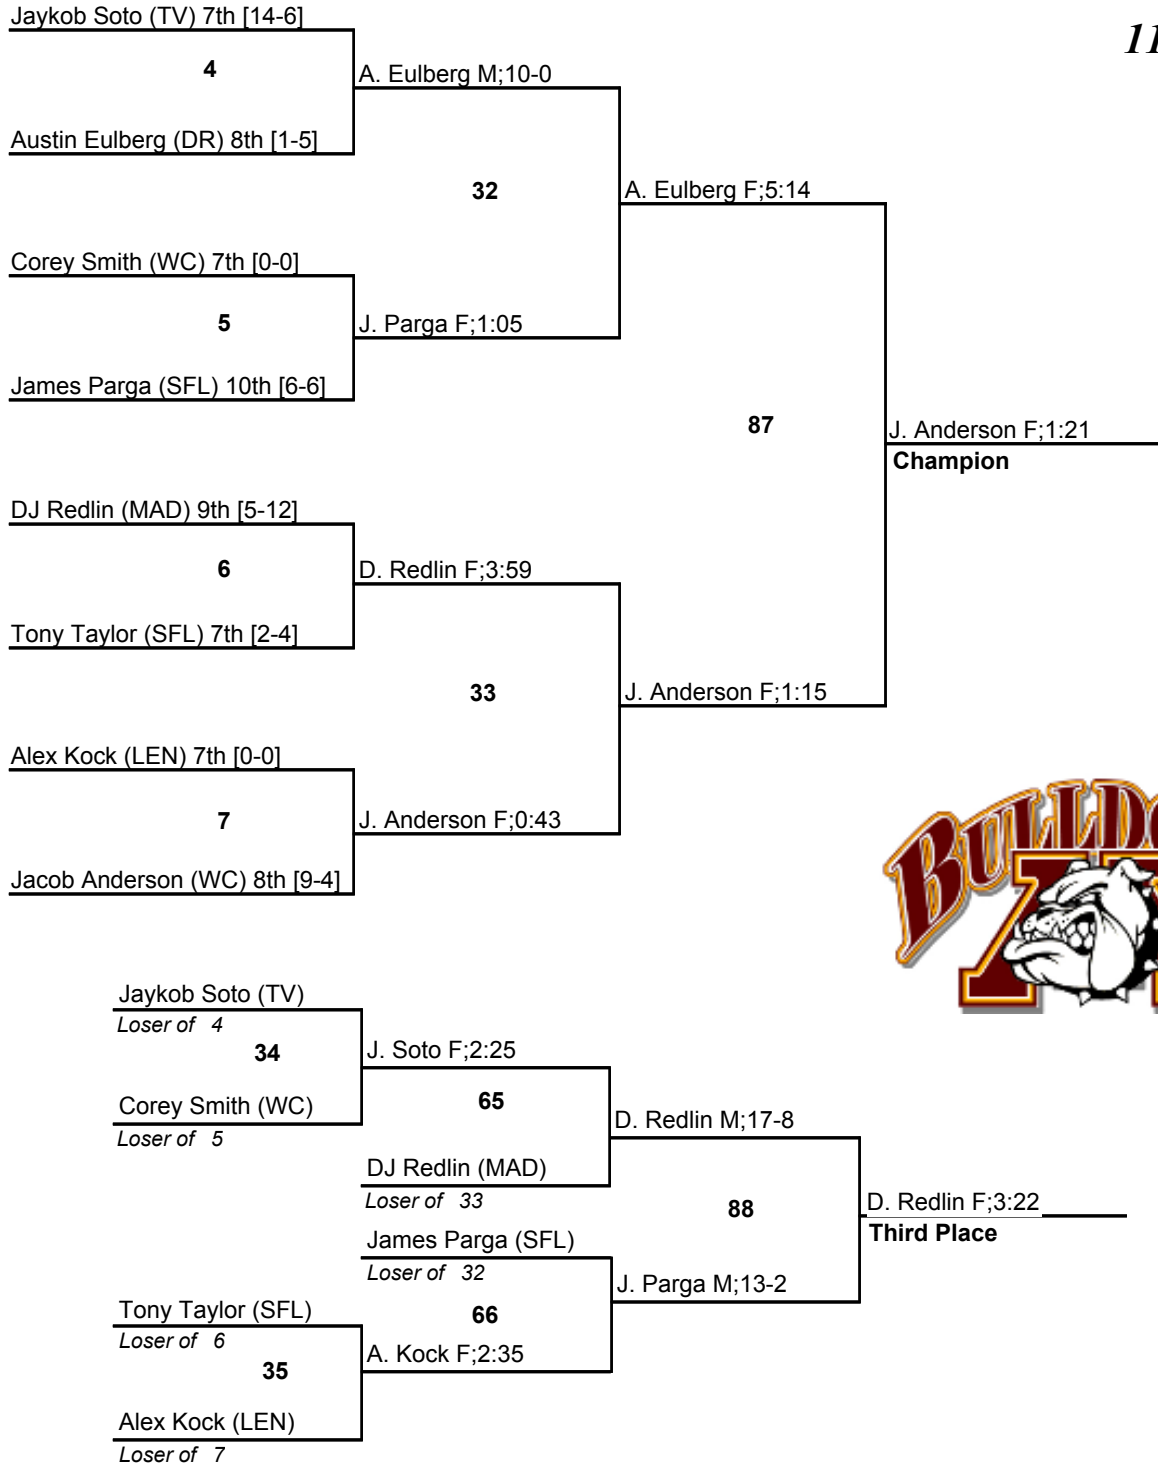 Jaykob Soto (TV) 7th [14-6]
11
4
A. Eulberg M;10-0
Austin Eulberg (DR) 8th [1-5]
32
A. Eulberg F;5:14
Corey Smith (WC) 7th [0-0]
5
J. Parga F;1:05
James Parga (SFL) 10th [6-6]
87
J. Anderson F;1:21
Champion
DJ Redlin (MAD) 9th [5-12]
6
D. Redlin F;3:59
Tony Taylor (SFL) 7th [2-4]
33
J. Anderson F;1:15
Alex Kock (LEN) 7th [0-0]
7
J. Anderson F;0:43
Jacob Anderson (WC) 8th [9-4]
Jaykob Soto (TV)
Loser of 4
34
J. Soto F;2:25
Corey Smith (WC)
Loser of 5
65
D. Redlin M;17-8
DJ Redlin (MAD)
Loser of 33
88
D. Redlin F;3:22
Third Place
James Parga (SFL)
Loser of 32
J. Parga M;13-2
Tony Taylor (SFL)
Loser of 6
66
A. Kock F;2:35
35
Alex Kock (LEN)
Loser of 7